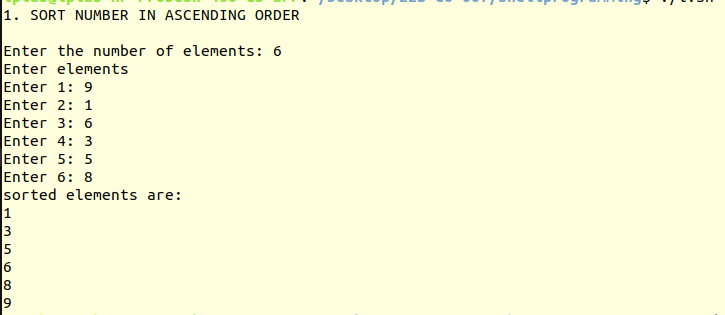 1. SORT NUMBER IN ASCENDING ORDER
Enter the number of elements: 6
Enter elements
Enter 1: 9
Enter 2: 1
Enter 3: 6
Enter 4: 3
Enter 5: 5
Enter 6: 8
sorted elements are:
1
3
5
6
8
9